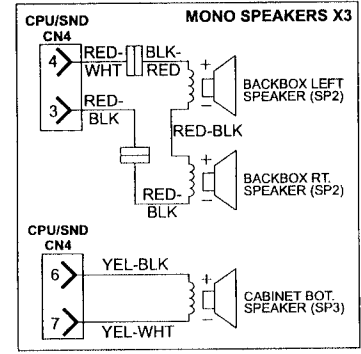 MONO SPEAKERS X3
CPU/SND
CN4
4
RED-
WHT
BLK-
RED
+
−
BACKBOX LEFT
SPEAKER (SP2)
3
RED-
BLK
RED-BLK
+
−
BACKBOX RT.
SPEAKER (SP2)
RED-
BLK
CPU/SND
CN4
6
YEL-BLK
+
−
CABINET BOT.
SPEAKER (SP3)
7
YEL-WHT